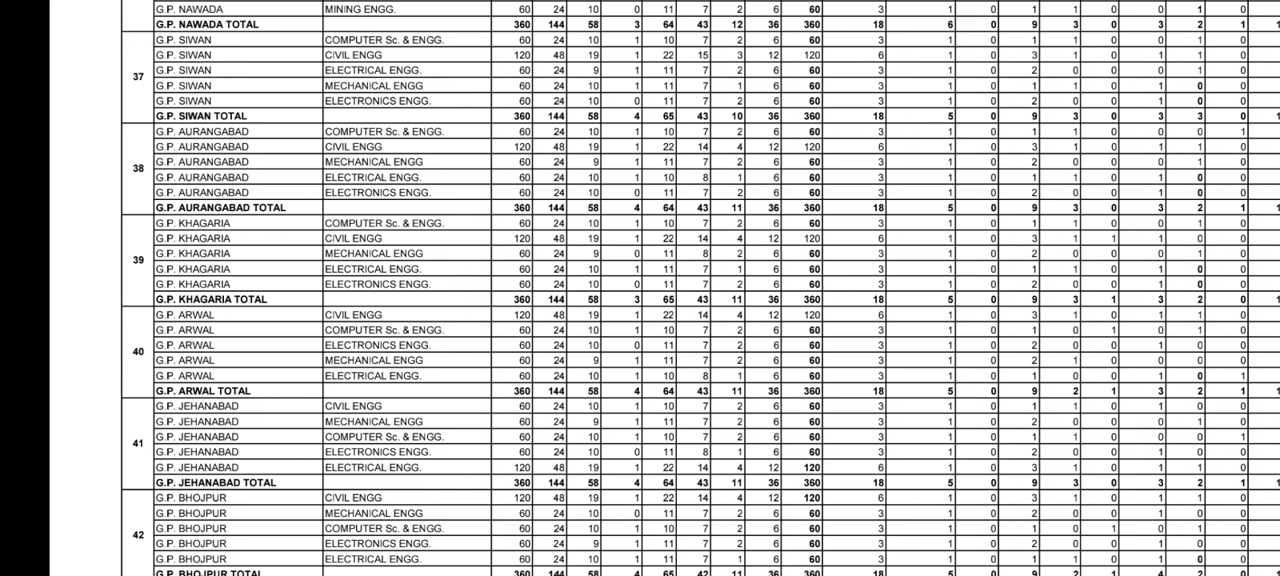 G.P. NAWADA MINING ENGG. 60 24 10 0 11 7 2 6 60 3 1 0 1 1 0 0 1 0
G.P. NAWADA TOTAL 360 144 58 3 64 43 12 36 360 18 6 0 9 3 0 3 2 1
G.P. SIWAN COMPUTER Sc. & ENGG. 60 24 10 1 10 7 2 6 60 3 1 0 1 1 0 0 1 0
G.P. SIWAN CIVIL ENGG 120 48 19 1 22 15 3 12 120 6 1 0 3 1 0 1 1 0
37 G.P. SIWAN ELECTRICAL ENGG. 60 24 9 1 11 7 2 6 60 3 1 0 2 0 0 0 1 0
G.P. SIWAN MECHANICAL ENGG 60 24 10 1 11 7 1 6 60 3 1 0 1 1 0 1 0 0
G.P. SIWAN ELECTRONICS ENGG. 60 24 10 0 11 7 2 6 60 3 1 0 2 0 0 1 0 0
G.P. SIWAN TOTAL 360 144 58 4 65 43 10 36 360 18 5 0 9 3 0 3 3 0
G.P. AURANGABAD COMPUTER Sc. & ENGG. 60 24 10 1 10 7 2 6 60 3 1 0 1 1 0 0 0 1
G.P. AURANGABAD CIVIL ENGG 120 48 19 1 22 14 4 12 120 6 1 0 3 1 0 1 1 0
38 G.P. AURANGABAD MECHANICAL ENGG 60 24 9 1 11 7 2 6 60 3 1 0 2 0 0 0 1 0
G.P. AURANGABAD ELECTRICAL ENGG. 60 24 10 1 10 8 1 6 60 3 1 0 1 1 0 1 0 0
G.P. AURANGABAD ELECTRONICS ENGG. 60 24 10 0 11 7 2 6 60 3 1 0 2 0 0 1 0 0
G.P. AURANGABAD TOTAL 360 144 58 4 64 43 11 36 360 18 5 0 9 3 0 3 2 1
G.P. KHAGARIA COMPUTER Sc. & ENGG. 60 24 10 1 10 7 2 6 60 3 1 0 1 1 0 0 1 0
G.P. KHAGARIA CIVIL ENGG 120 48 19 1 22 14 4 12 120 6 1 0 3 1 1 1 0 0
39 G.P. KHAGARIA MECHANICAL ENGG 60 24 9 0 11 8 2 6 60 3 1 0 2 0 0 0 1 0
G.P. KHAGARIA ELECTRICAL ENGG. 60 24 10 1 11 7 1 6 60 3 1 0 1 1 0 1 0 0
G.P. KHAGARIA ELECTRONICS ENGG. 60 24 10 0 11 7 2 6 60 3 1 0 2 0 0 1 0 0
G.P. KHAGARIA TOTAL 360 144 58 3 65 43 11 36 360 18 5 0 9 3 1 3 2 0
G.P. ARWAL CIVIL ENGG 120 48 19 1 22 14 4 12 120 6 1 0 3 1 0 1 1 0
G.P. ARWAL COMPUTER Sc. & ENGG. 60 24 10 1 10 7 2 6 60 3 1 0 1 0 1 0 1 0
40 G.P. ARWAL ELECTRONICS ENGG. 60 24 10 0 11 7 2 6 60 3 1 0 2 0 0 1 0 0
G.P. ARWAL MECHANICAL ENGG 60 24 9 1 11 7 2 6 60 3 1 0 2 1 0 0 0 0
G.P. ARWAL ELECTRICAL ENGG. 60 24 10 1 10 8 1 6 60 3 1 0 1 0 0 1 0 1
G.P. ARWAL TOTAL 360 144 58 4 64 43 11 36 360 18 5 0 9 2 1 3 2 1
G.P. JEHANABAD CIVIL ENGG 60 24 10 1 10 7 2 6 60 3 1 0 1 1 0 1 0 0
G.P. JEHANABAD MECHANICAL ENGG 60 24 9 1 11 7 2 6 60 3 1 0 2 0 0 0 1 0
41 G.P. JEHANABAD COMPUTER Sc. & ENGG. 60 24 10 1 10 7 2 6 60 3 1 0 1 1 0 0 0 1
G.P. JEHANABAD ELECTRONICS ENGG. 60 24 10 0 11 8 1 6 60 3 1 0 2 0 0 1 0 0
G.P. JEHANABAD ELECTRICAL ENGG. 120 48 19 1 22 14 4 12 120 6 1 0 3 1 0 1 1 0
G.P. JEHANABAD TOTAL 360 144 58 4 64 43 11 36 360 18 5 0 9 3 0 3 2 1
G.P. BHOJPUR CIVIL ENGG 120 48 19 1 22 14 4 12 120 6 1 0 3 1 0 1 1 0
G.P. BHOJPUR MECHANICAL ENGG 60 24 10 0 11 7 2 6 60 3 1 0 2 0 0 1 0 0
42 G.P. BHOJPUR COMPUTER Sc. & ENGG. 60 24 10 1 10 7 2 6 60 3 1 0 1 0 1 0 1 0
G.P. BHOJPUR ELECTRONICS ENGG. 60 24 9 1 11 7 2 6 60 3 1 0 2 0 0 1 0 0
G.P. BHOJPUR ELECTRICAL ENGG. 60 24 10 1 11 7 1 6 60 3 1 0 1 1 0 1 0 0
G.P. BHOJPUR TOTAL 360 144 58 4 65 42 11 36 360 18 5 0 9 2 1 4 2 0